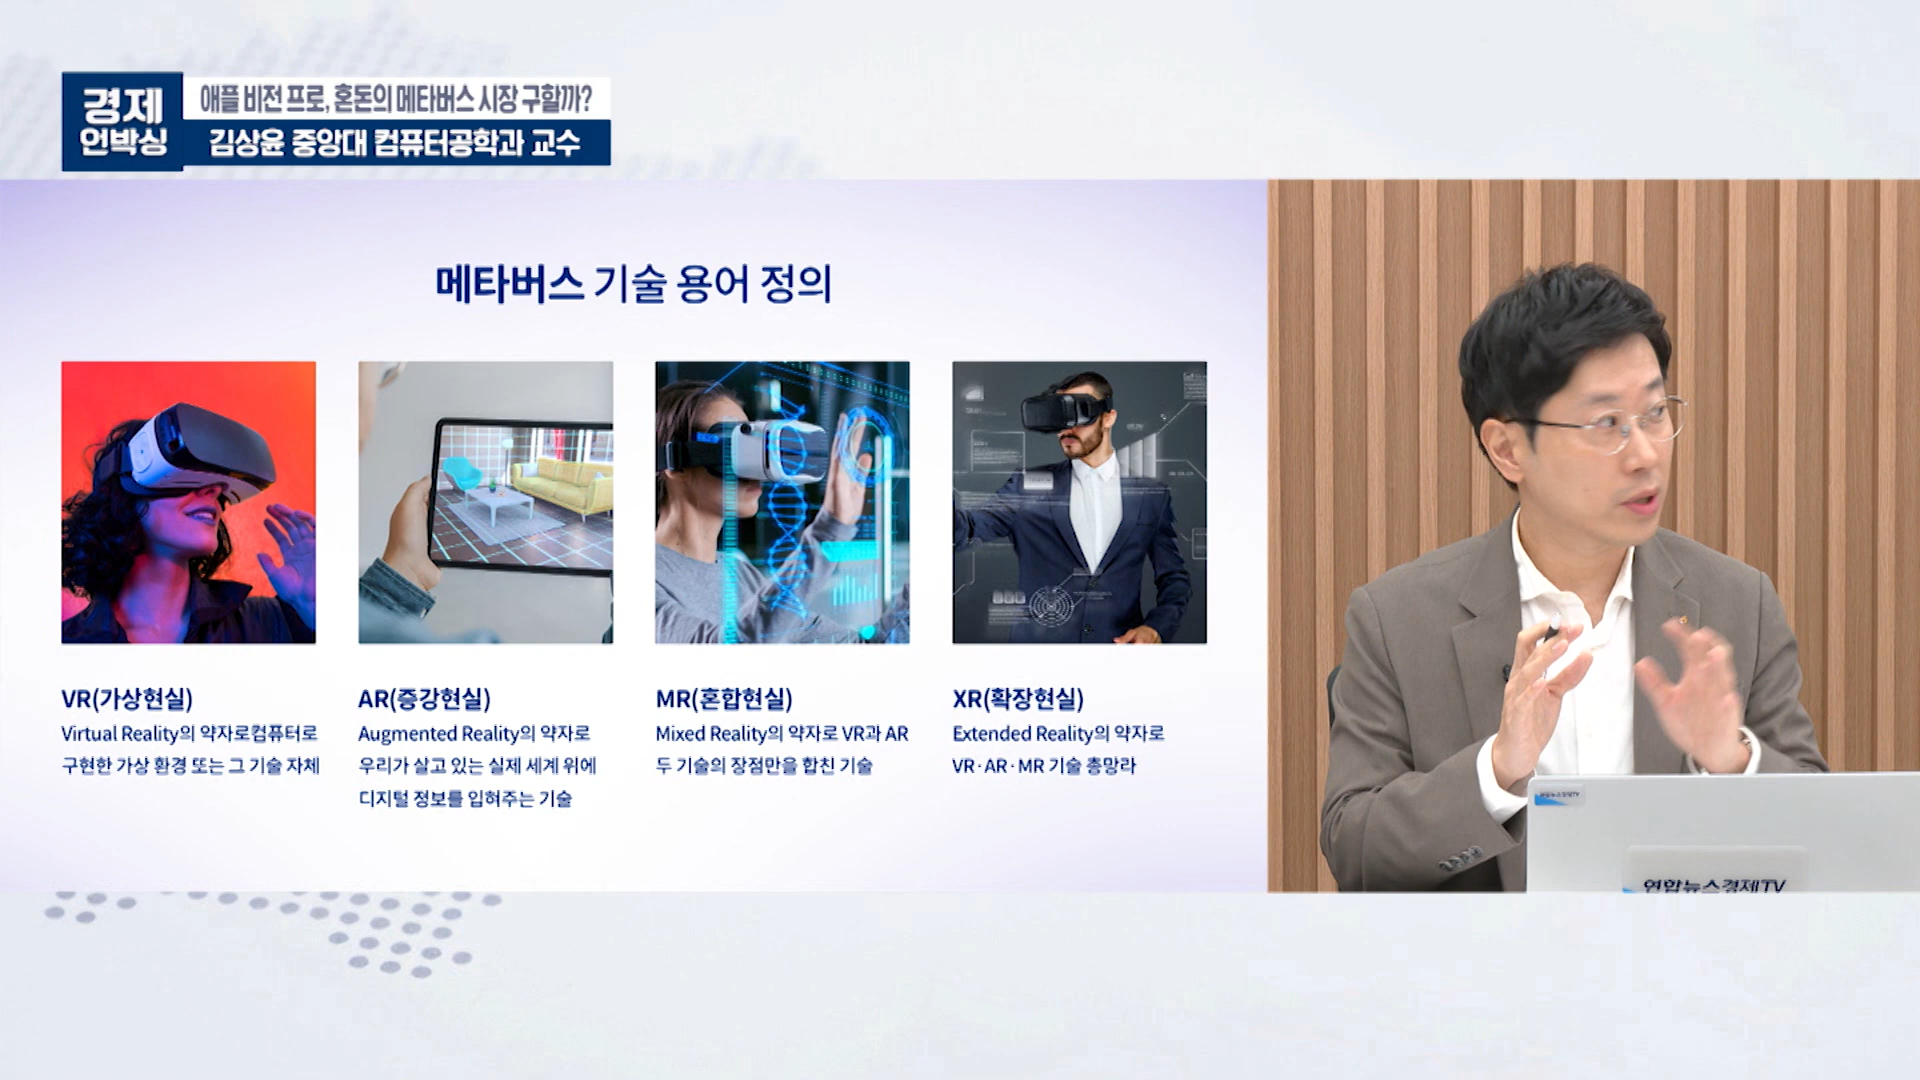 경제
언박싱
애플 비전 프로, 혼돈의 메타버스 시장 구할까?
김상윤 중앙대 컴퓨터공학과 교수
메타버스 기술 용어 정의
VR(가상현실)
Virtual Reality의 약자로컴퓨터로
구현한 가상 환경 또는 그 기술 자체
AR(증강현실)
Augmented Reality의 약자로
우리가 살고 있는 실제 세계 위에
디지털 정보를 입혀주는 기술
MR(혼합현실)
Mixed Reality의 약자로 VR과 AR
두 기술의 장점만을 합친 기술
XR(확장현실)
Extended Reality의 약자로
VR·AR·MR 기술 총망라
연합뉴스경제TV
연합뉴스경제TV